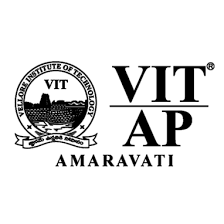 VELLORE INSTITUTE OF TECHNOLOGY
VIT
VIT®
AP
AMARAVATI